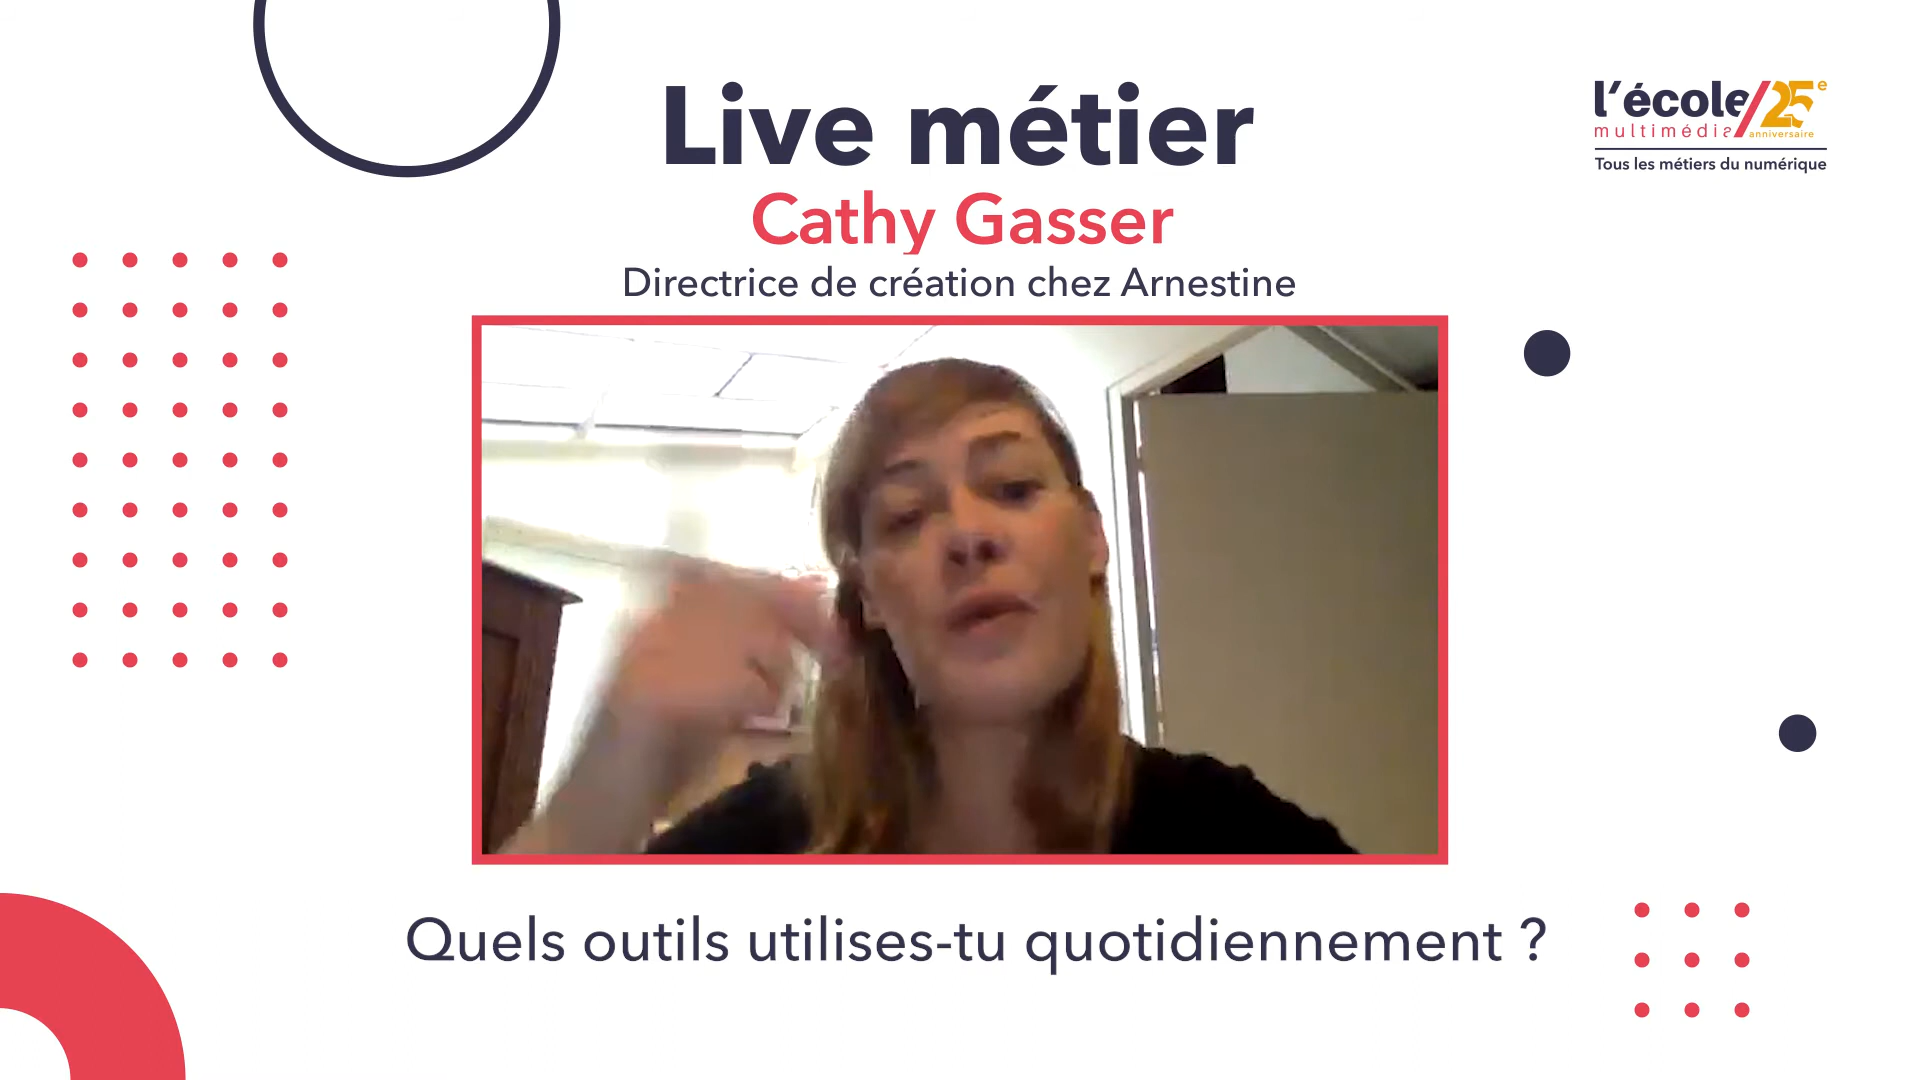 Live métier
Cathy Gasser
Directrice de création chez Arnestine
l'école/25e
multimédia anniversaire
Tous les métiers du numérique
Quels outils utilises-tu quotidiennement ?